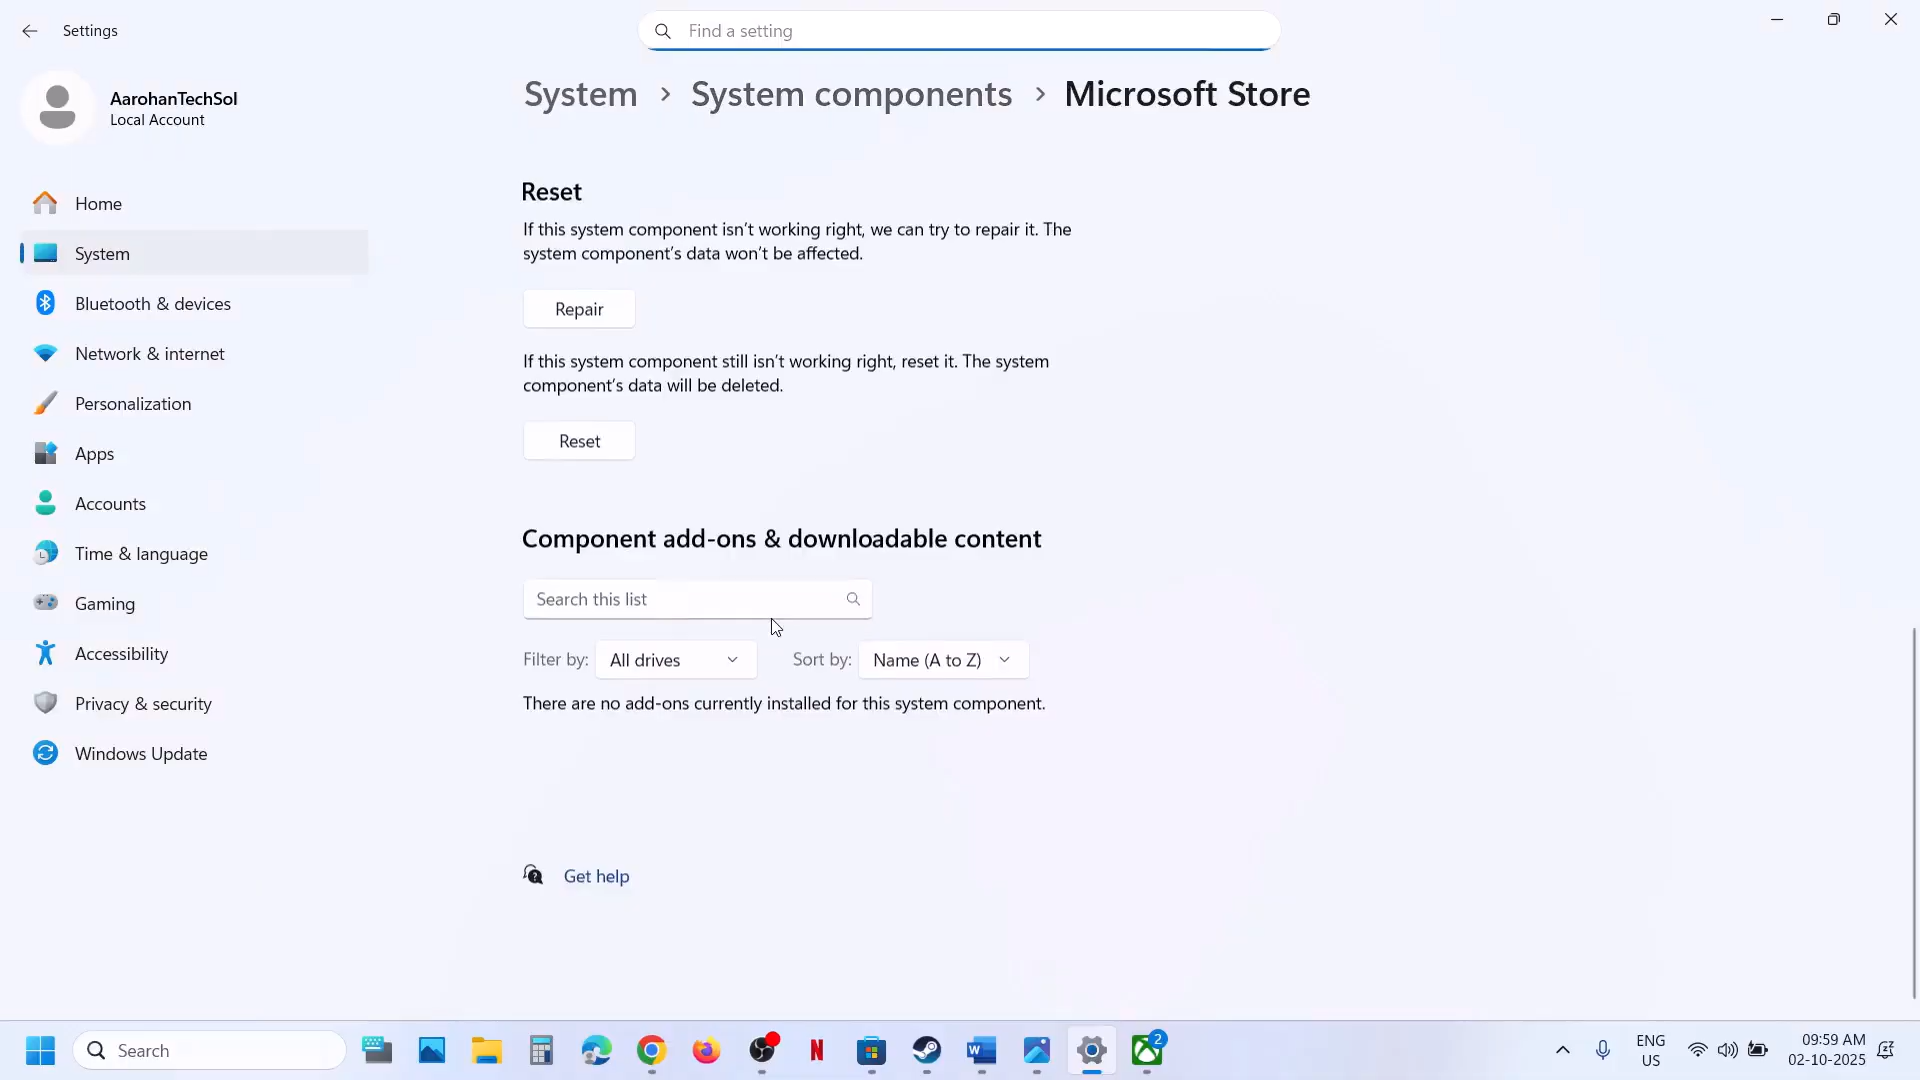 Settings
Find a setting
AarohanTechSol
Local Account
Home
System
Bluetooth & devices
Network & internet
Personalization
Apps
Accounts
Time & language
Gaming
Accessibility
Privacy & security
Windows Update
System > System components > Microsoft Store
Reset
If this system component isn't working right, we can try to repair it. The
system component's data won't be affected.
Repair
If this system component still isn't working right, reset it. The system
component's data will be deleted.
Reset
Component add-ons & downloadable content
Search this list
Filter by: All drives Sort by: Name (A to Z)
There are no add-ons currently installed for this system component.
Get help
Search
2
ENG
US
09:59 AM
02-10-2025